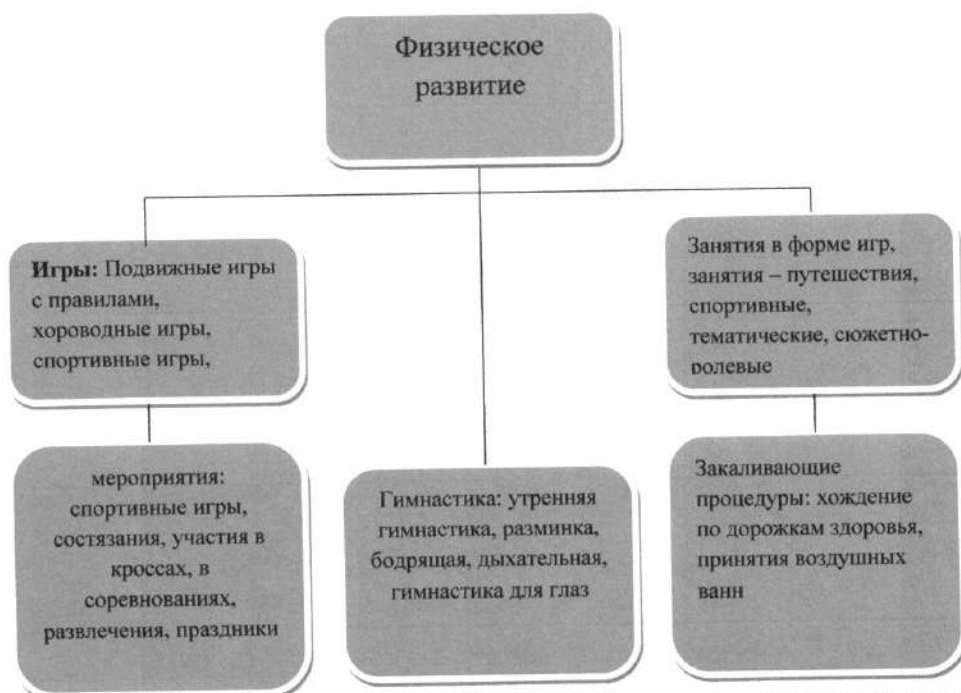 Физическое
развитие
Игры: Подвижные игры
с правилами,
хороводные игры,
спортивные игры,
Занятия в форме игр,
занятия – путешествия,
спортивные,
тематические, сюжетно-
ролевые
мероприятия:
спортивные игры,
состязания, участия в
кроссах, в
соревнованиях,
развлечения, праздники
Гимнастика: утренняя
гимнастика, разминка,
бодрящая, дыхательная,
гимнастика для глаз
Закаливающие
процедуры: хождение
по дорожкам здоровья,
принятия воздушных
ванн